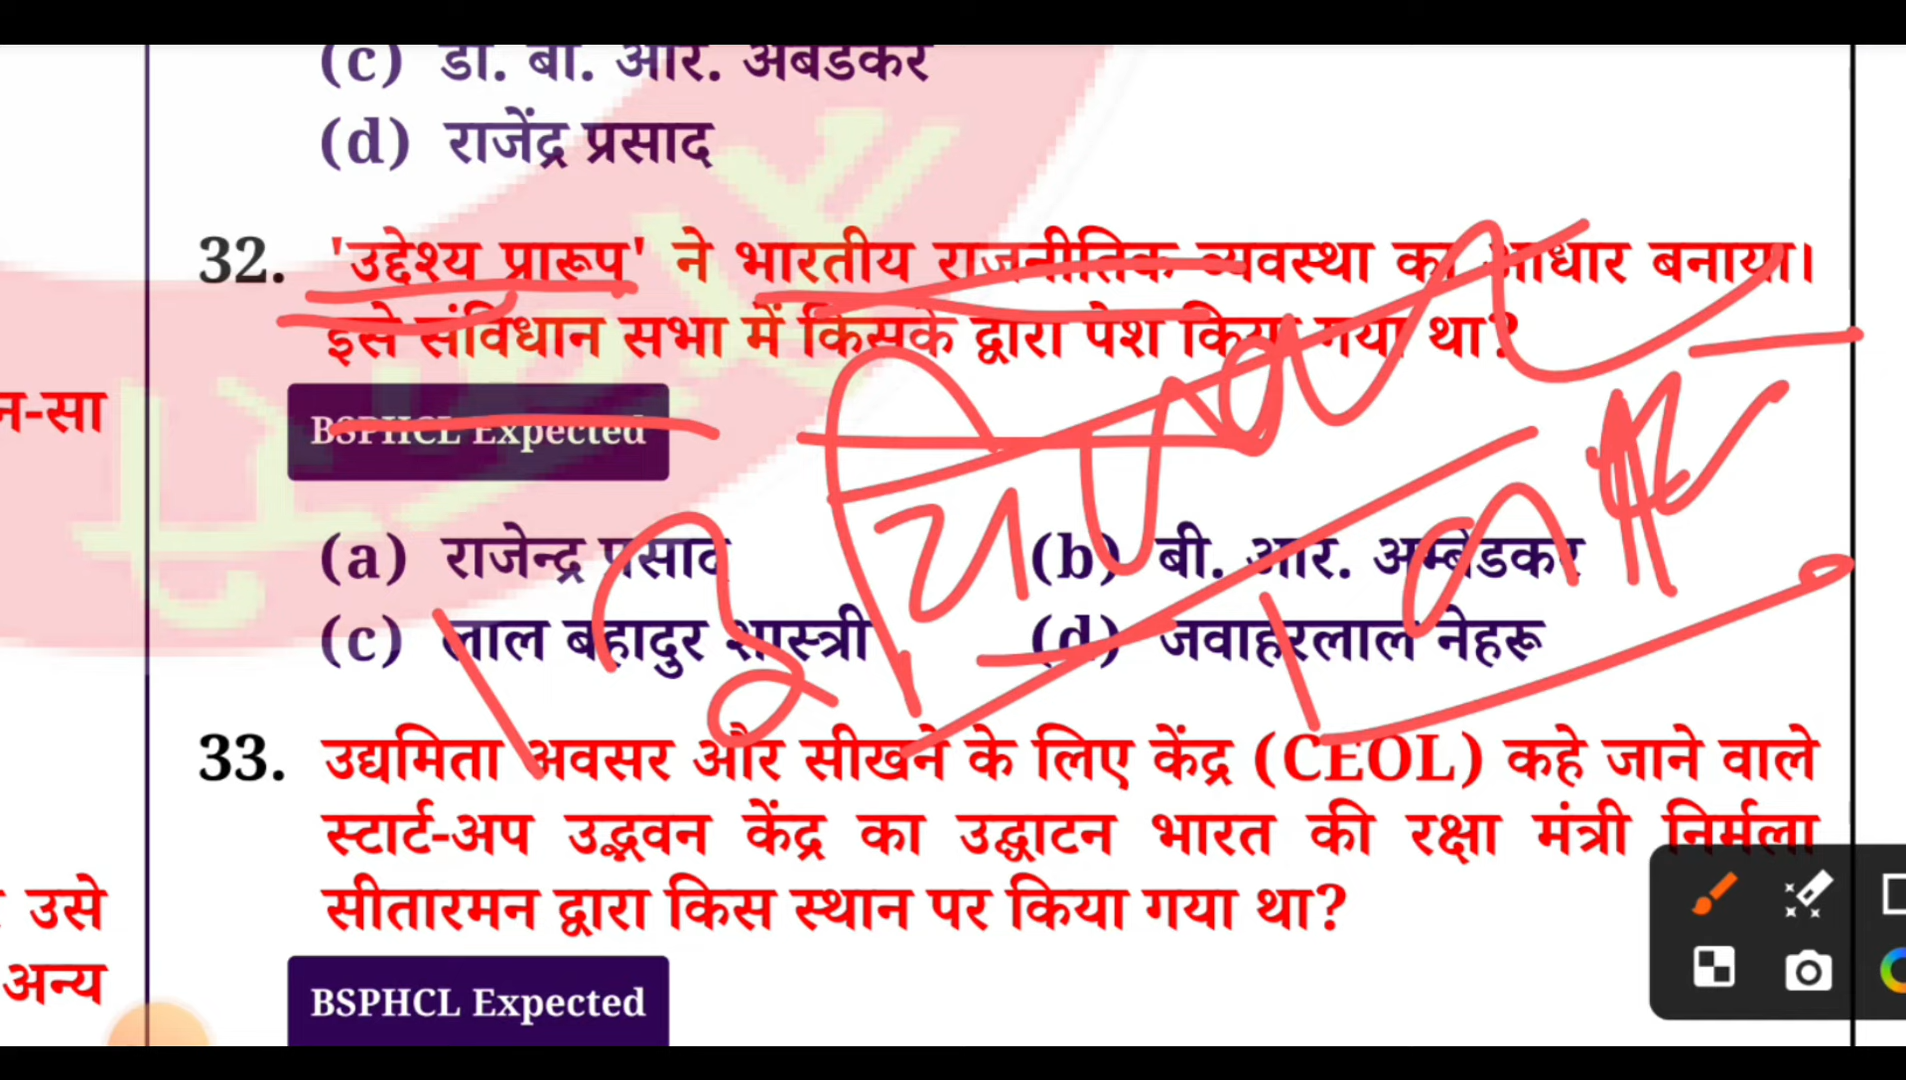 (c) डॉ. बी. आर. अंबेडकर
(d) राजेंद्र प्रसाद
32. 'उद्देश्य प्रारूप' ने भारतीय राजनीतिक व्यवस्था का आधार बनाया।
इसे संविधान सभा में किसके द्वारा पेश किया गया था?
न-सा
BSPHCL Expected
(a) राजेन्द्र प्रसाद (b) बी. आर. अम्बेडकर
(c) लाल बहादुर शास्त्री (d) जवाहरलाल नेहरू
33. उद्यमिता अवसर और सीखने के लिए केंद्र (CEOL) कहे जाने वाले
स्टार्ट-अप उद्भवन केंद्र का उद्घाटन भारत की रक्षा मंत्री निर्मला
उसे
सीतारमन द्वारा किस स्थान पर किया गया था?
अन्य
BSPHCL Expected